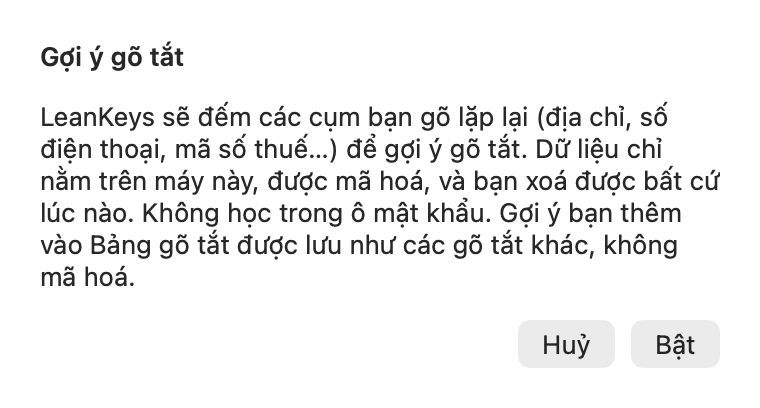 Gợi ý gõ tắt
LeanKeys sẽ đếm các cụm bạn gõ lặp lại (địa chỉ, số
điện thoại, mã số thuế…) để gợi ý gõ tắt. Dữ liệu chỉ
nằm trên máy này, được mã hoá, và bạn xoá được bất cứ
lúc nào. Không học trong ô mật khẩu. Gợi ý bạn thêm
vào Bảng gõ tắt được lưu như các gõ tắt khác, không
mã hoá.
Huỷ
Bật